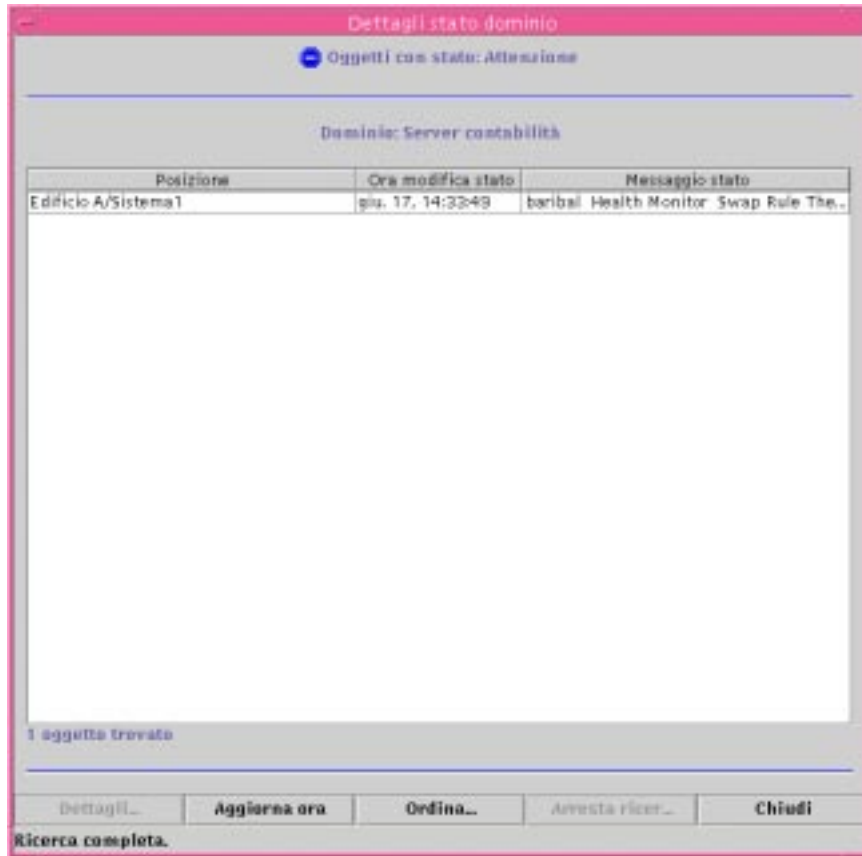 Dettagli stato dominio
Oggetti con stato: Attenzione
Dominio: Server contabilità
Posizione Ora modifica stato Messaggio stato
Edificio A/Sistema1 giu. 17, 14:33:49 baribal Health Monitor Swap Rule The..
1 oggetto trovato
Dettagli... Aggiorna ora Ordina... Arresta ricer... Chiudi
Ricerca completa.